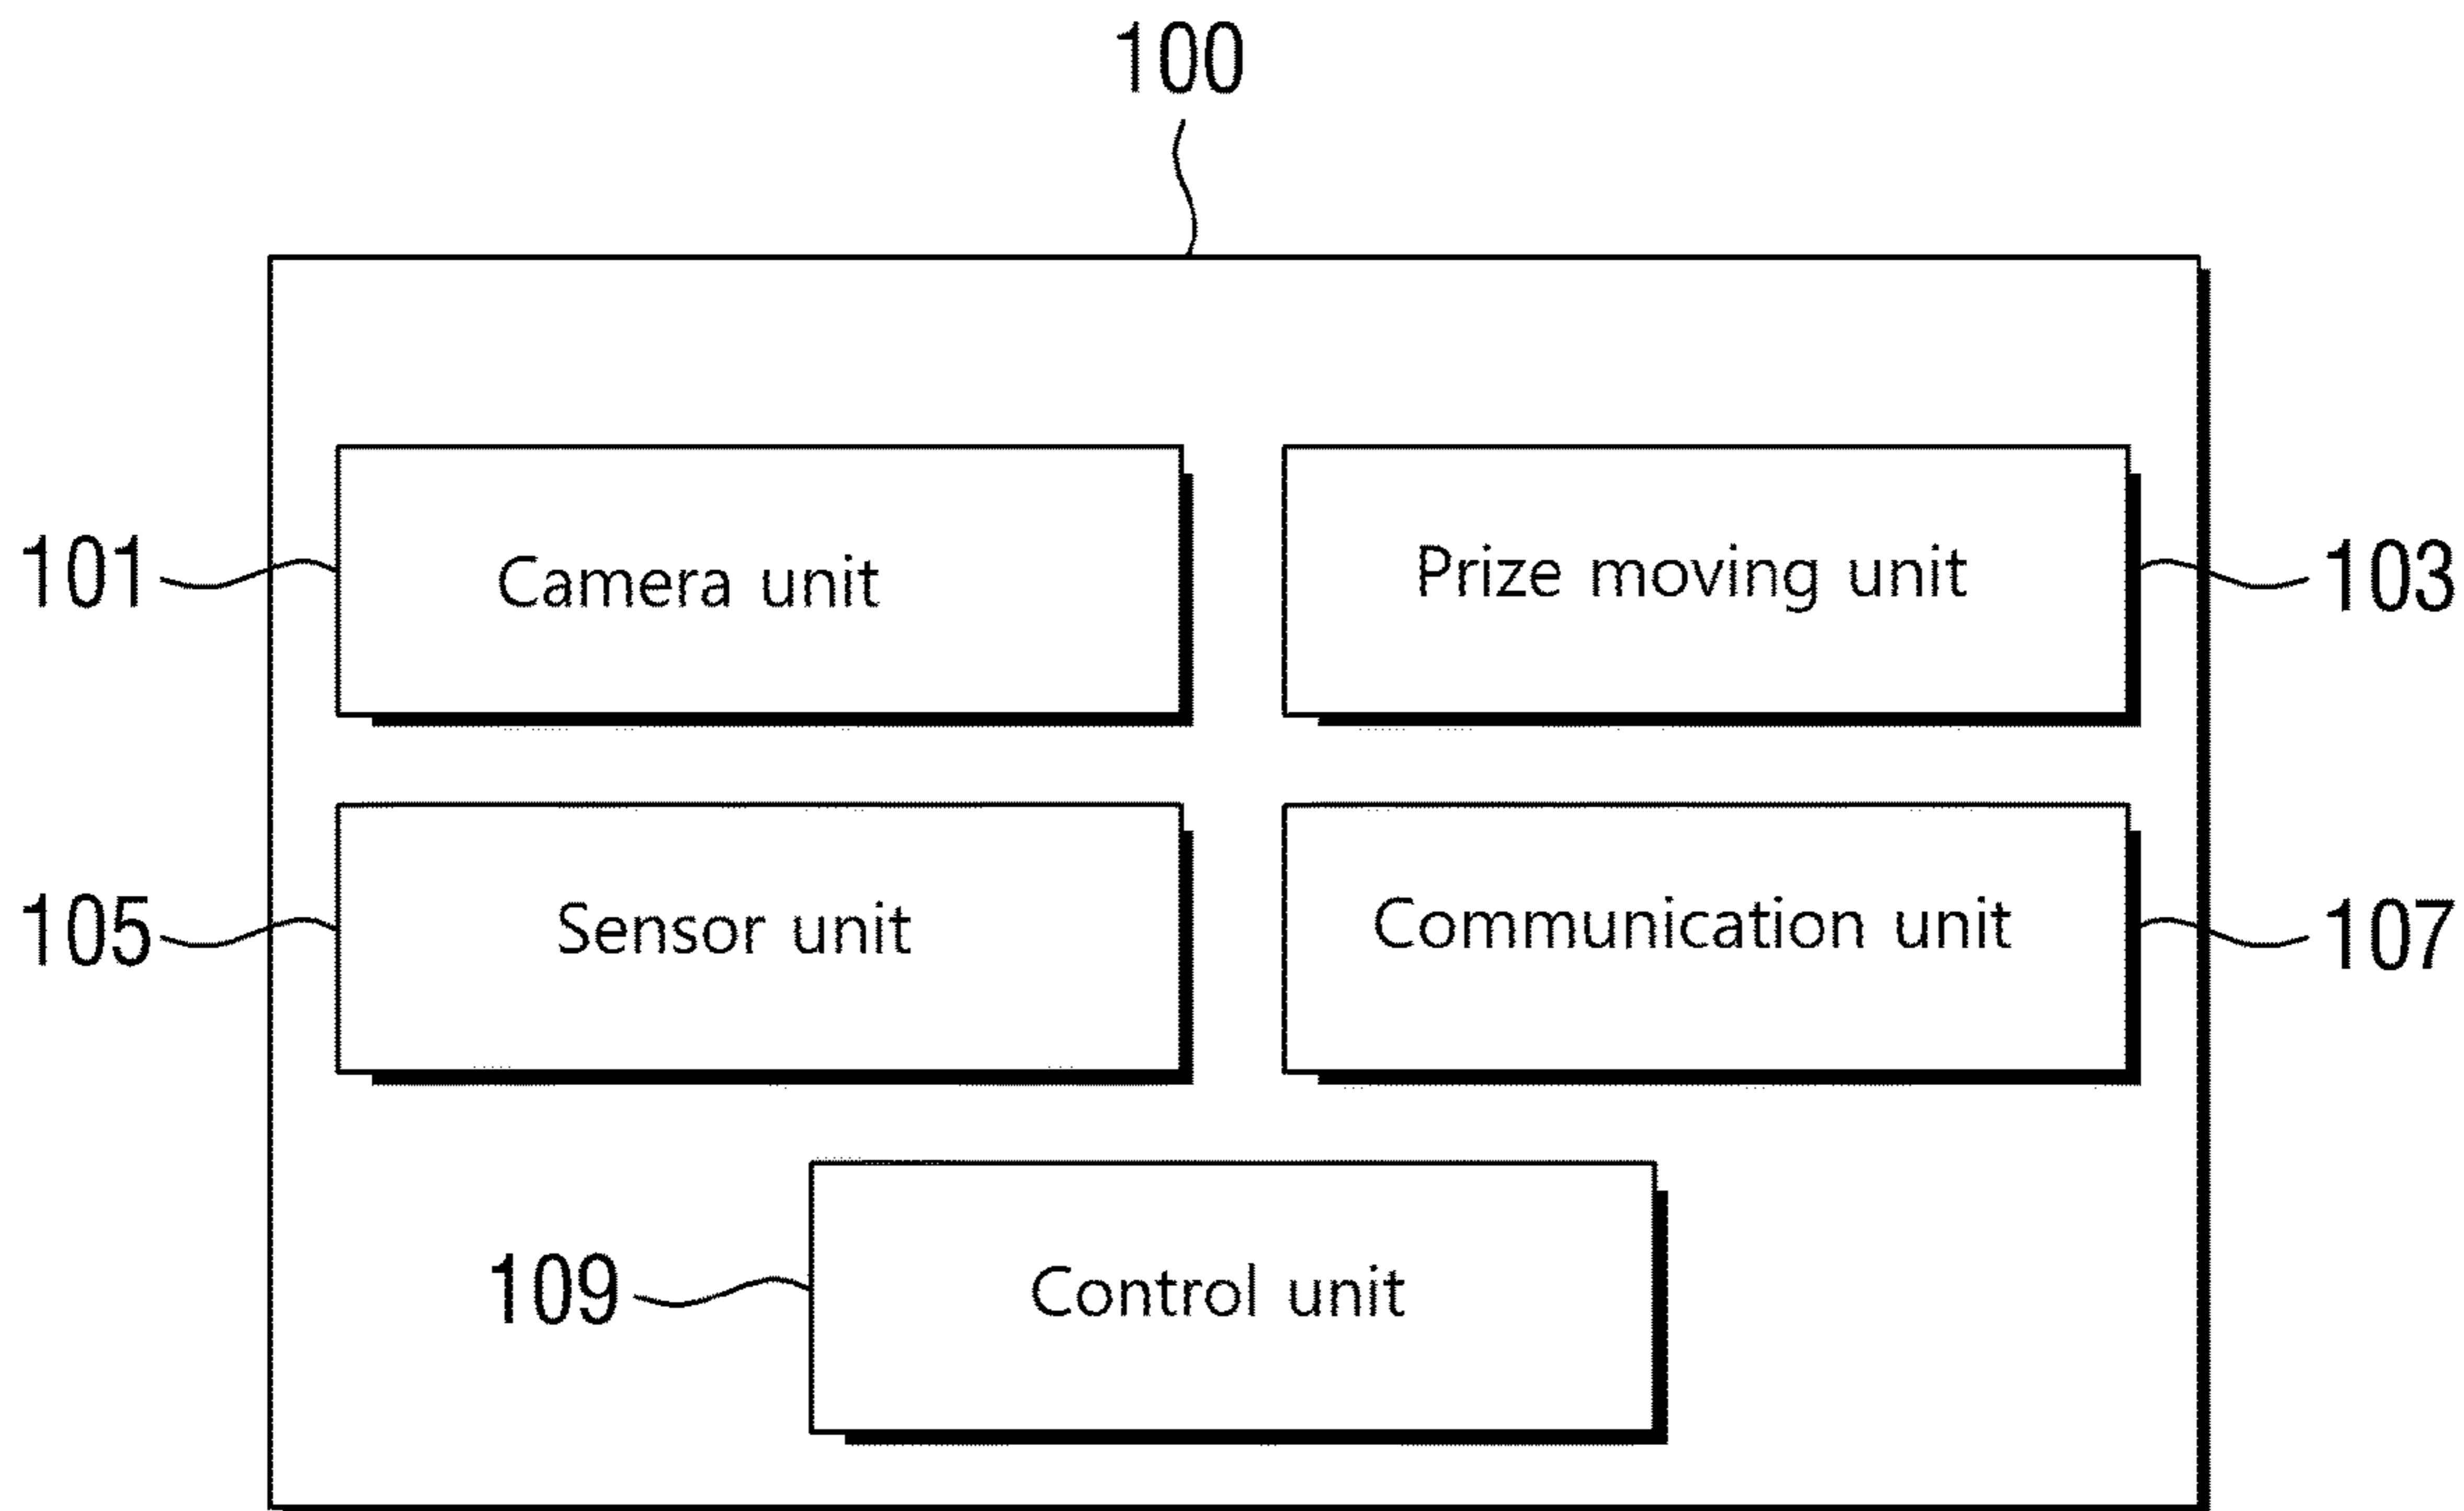 100
101
Camera unit
Prize moving unit
103
105
Sensor unit
Communication unit
107
109
Control unit